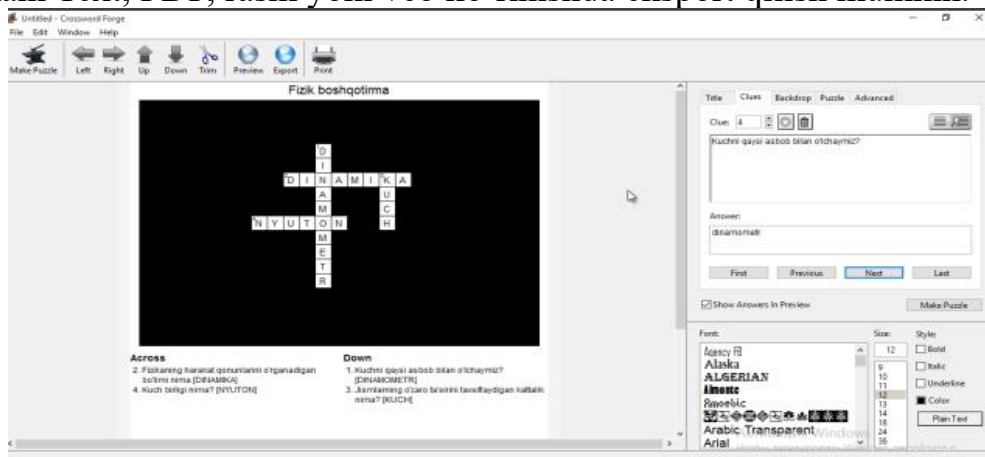 Untitled - Crossword Forge
File Edit Window Help
Make Puzzle Left Right Up Down Trim Preview Export Print
Fizik boshqotirma
D
I
D I N A M I K A
A U
M C
N Y U T O N H
M
E
T
R
Across
2. Fizikaning harakat qonunlarini o'rganadigan
bo'limi nima [DINAMIKA]
4. Kuch birligi nima? [NYUTON]
Down
1. Kuchni qaysi asbob bilan o'lchaymiz?
[DINAMOMETR]
3. Jismlarning o'zaro ta'sirini tavsiflaydigan kattalik
nima? [KUCH]
Title Clues Backdrop Puzzle Advanced
Clue: 4
Kuchni qaysi asbob bilan o'lchaymiz?
Answer:
dinamometr
First Previous Next Last
Show Answers In Preview
Make Puzzle
Font:
Agency FB
Alaska
ALGERIAN
Almonte
Amoebic
Arabic Transparent
Arial
Size:
12
9
10
11
12
13
14
18
24
36
Style:
Bold
Italic
Underline
Color
Plain Text